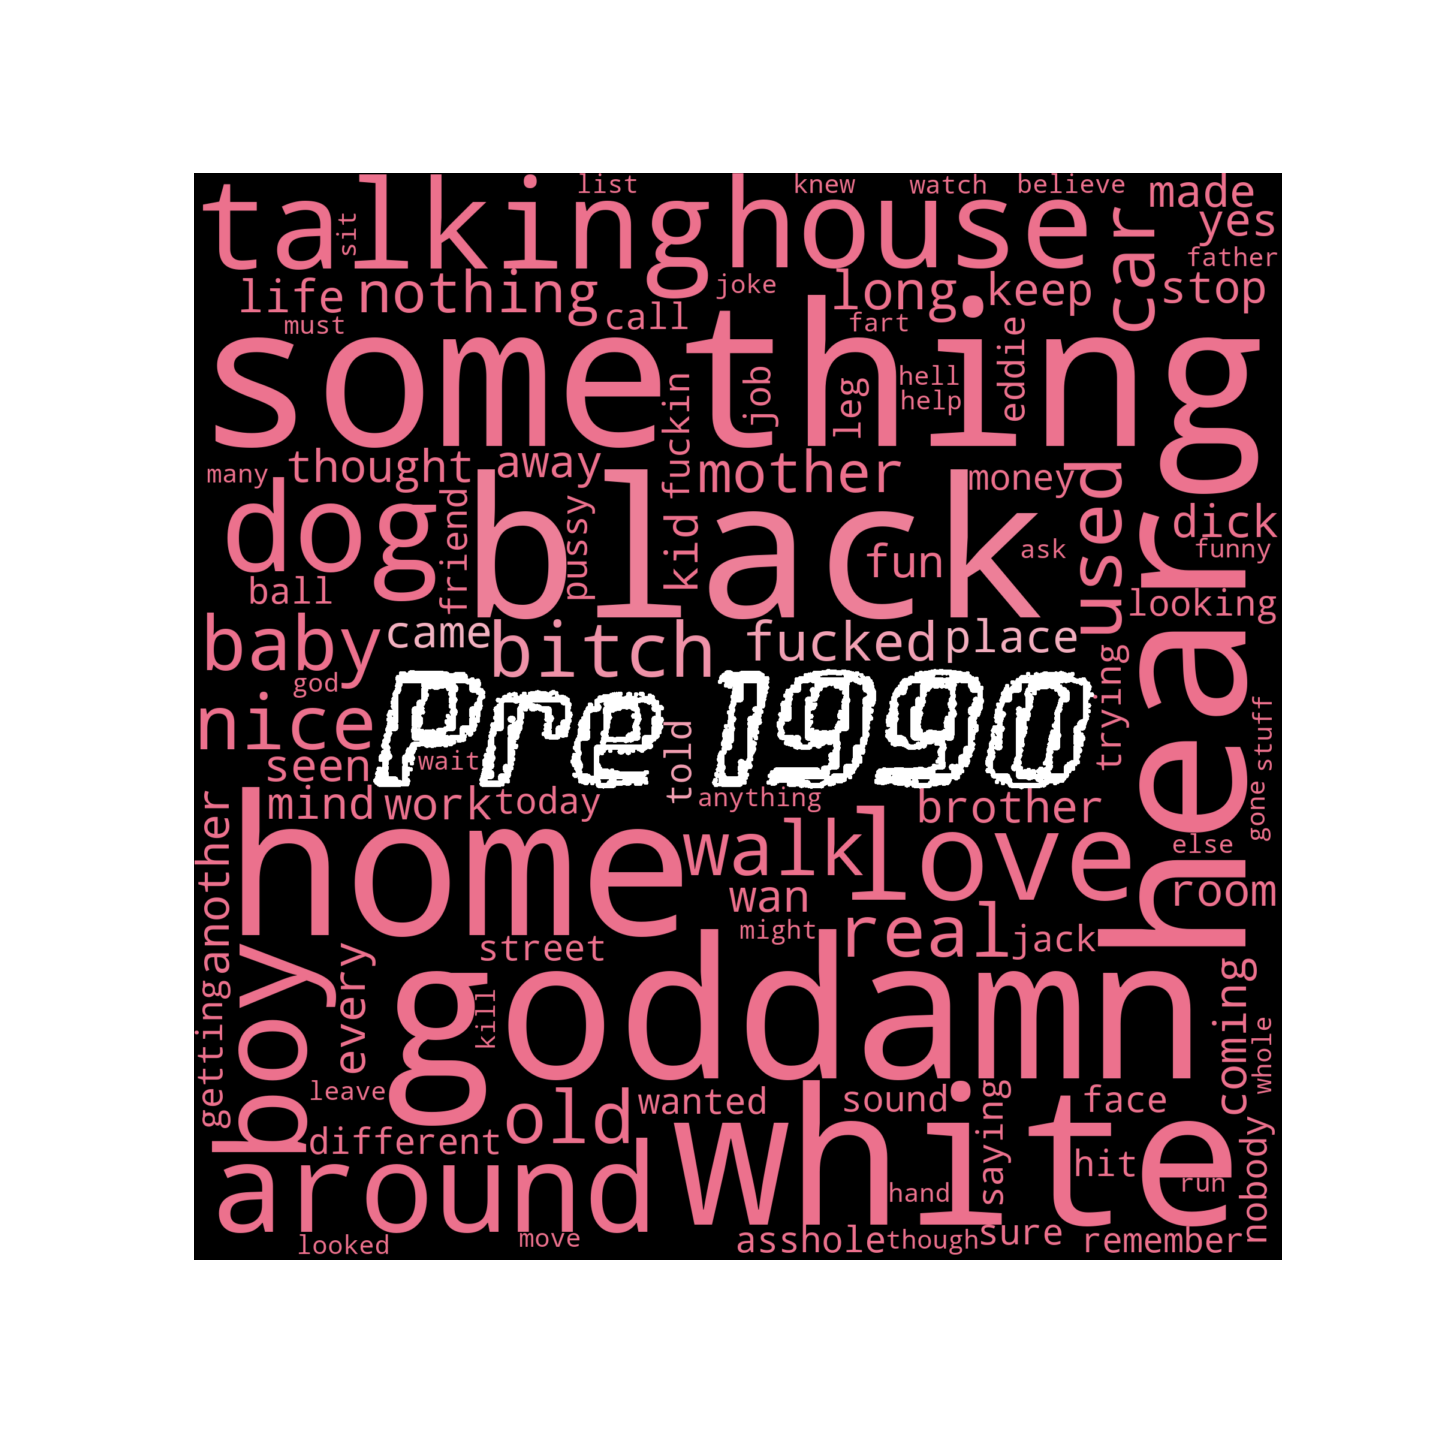 list
knew
watch
believe
made
talking
house
car
yes
sit
father
life
nothing
joke
long
keep
stop
must
call
fart
something
hell
help
eddie
job
leg
fuckin
hear
many
thought
away
mother
money
used
dog
black
dick
funny
friend
pussy
kid
fun
ask
ball
looking
baby
came
bitch
fucked
place
god
Pre 1990
trying
nice
told
stuff
seen
wait
mind
work
today
anything
brother
gone
home
walk
love
else
another
wan
room
street
might
real
jack
boy
every
goddamn
coming
getting
kill
whole
leave
old
wanted
white
sound
saying
face
different
around
hit
nobody
hand
run
looked
move
asshole
though
sure
remember